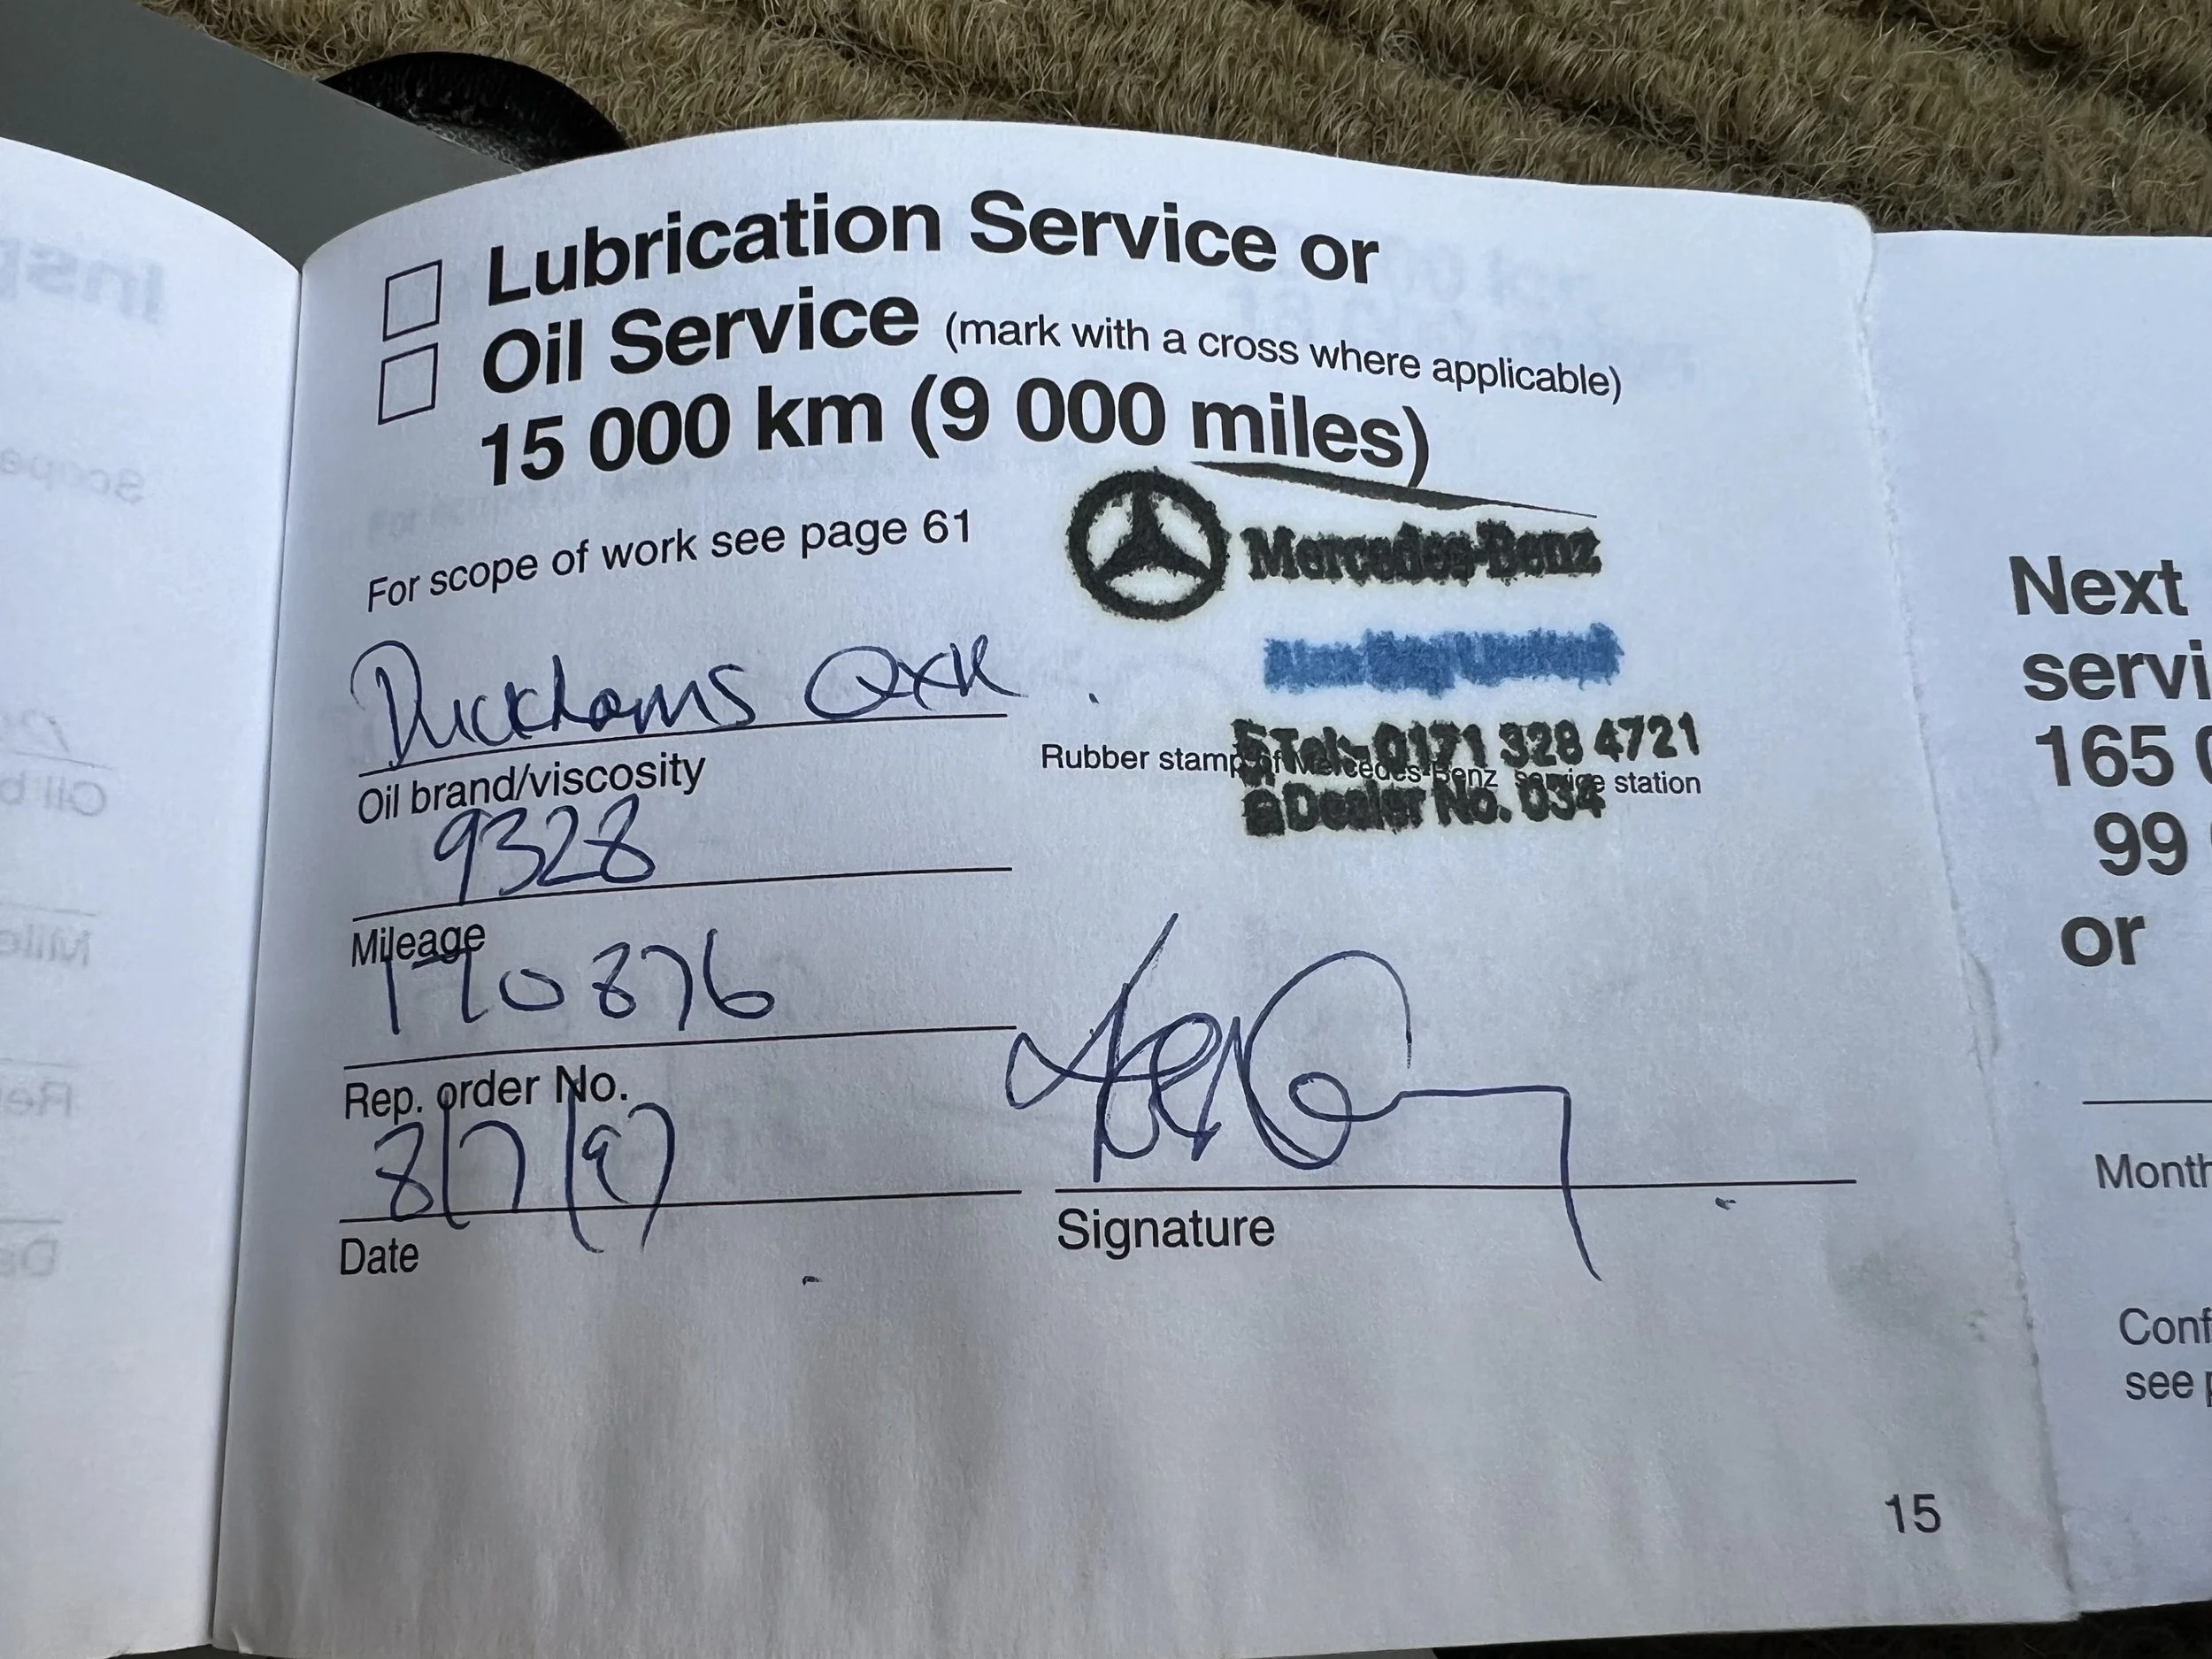 Lubrication Service or
Oil Service (mark with a cross where applicable)
15 000 km (9 000 miles)
For scope of work see page 61
Mercedes-Benz
Tel: 0171 328 4721
Rubber stamp of Mercedes-Benz service station
Dealer No. 034
Oil brand/viscosity
9328
Mileage
170876
Rep. order No.
8/7/97
Date
Signature
15
Next
servi
165 0
99
or
Month
Conf
see p